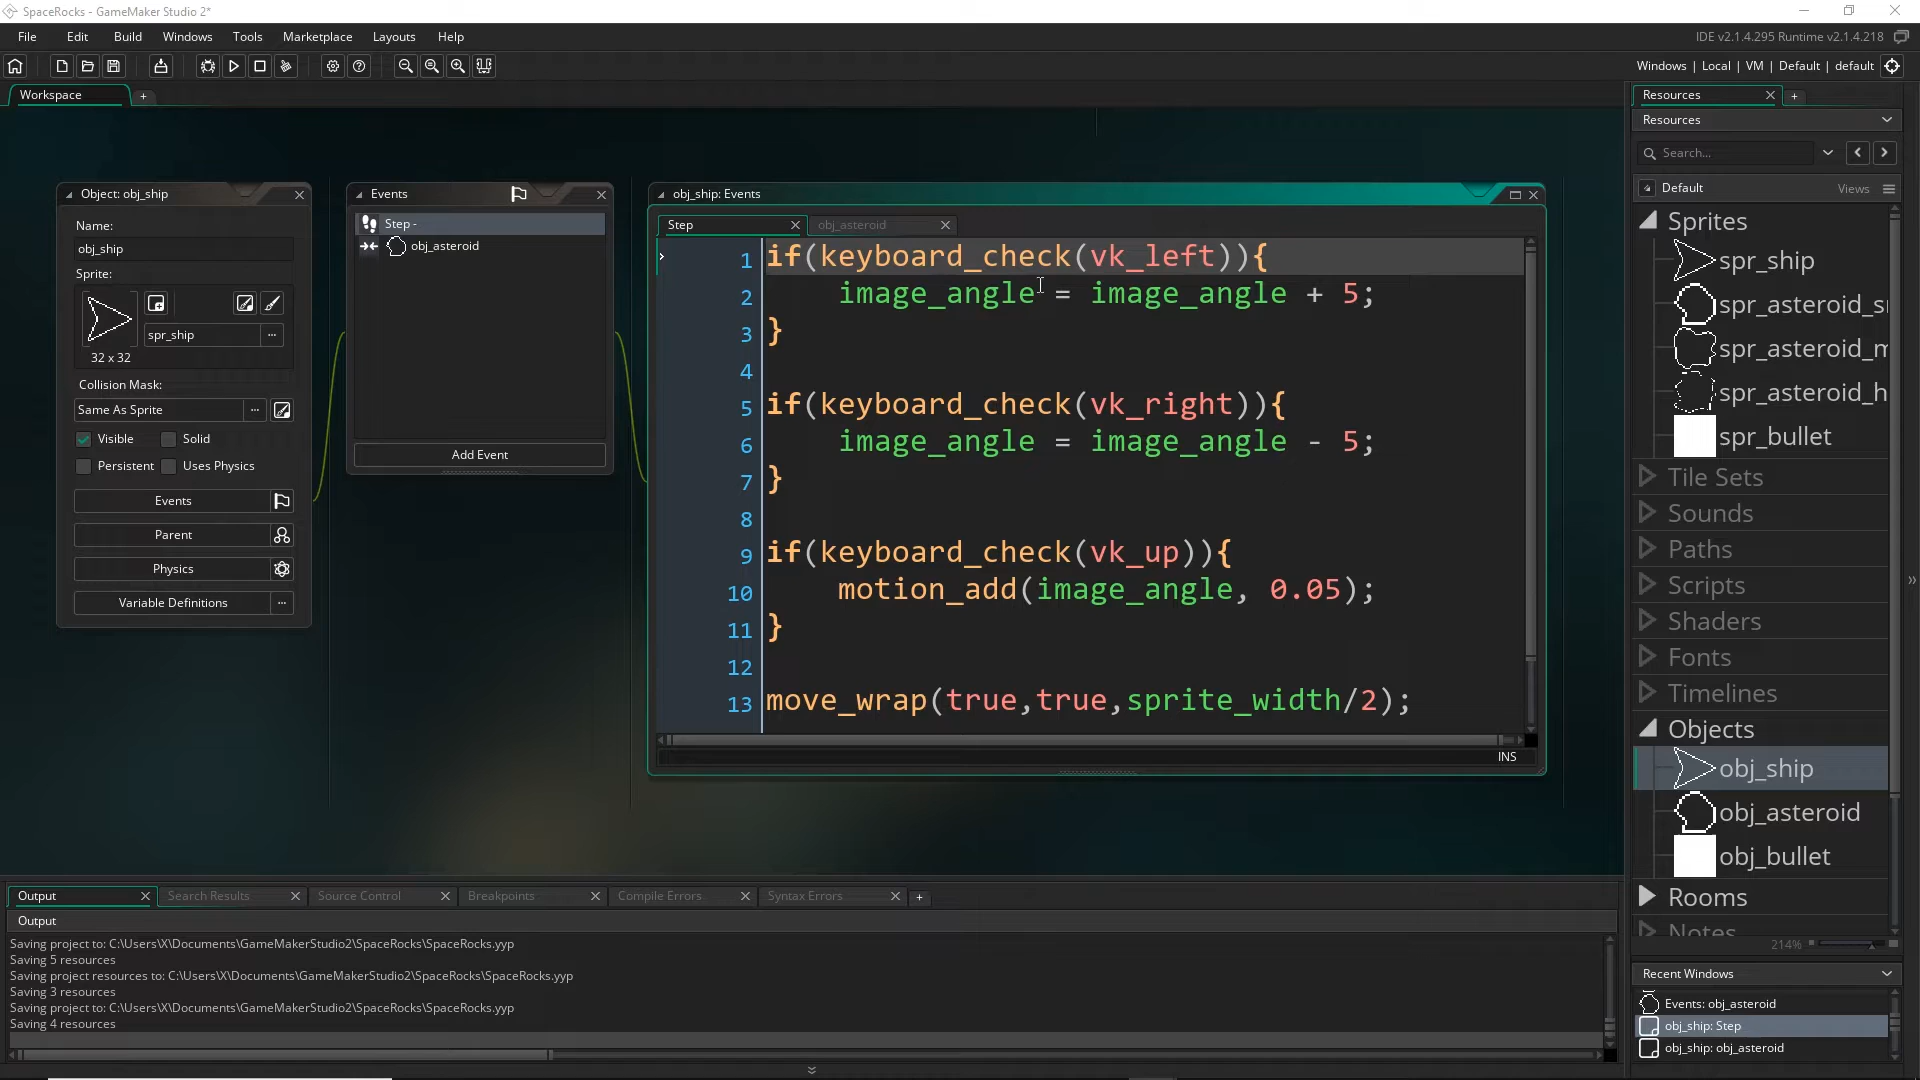 SpaceRocks - GameMaker Studio 2*
File Edit Build Windows Tools Marketplace Layouts Help
IDE v2.1.4.295 Runtime v2.1.4.218
Windows | Local | VM | Default | default
Workspace +
Object: obj_ship
Name:
obj_ship
Sprite:
spr_ship ...
32 x 32
Collision Mask:
Same As Sprite ...
Visible Solid
Persistent Uses Physics
Events
Parent
Physics
Variable Definitions ...
Events
Step -
obj_asteroid
Add Event
obj_ship: Events
Step obj_asteroid
1 if(keyboard_check(vk_left)){
2 image_angle = image_angle + 5;
3 }
4
5 if(keyboard_check(vk_right)){
6 image_angle = image_angle - 5;
7 }
8
9 if(keyboard_check(vk_up)){
10 motion_add(image_angle, 0.05);
11 }
12
13 move_wrap(true,true,sprite_width/2);
INS
Resources +
Resources
Search...
Default Views
Sprites
spr_ship
spr_asteroid_s
spr_asteroid_m
spr_asteroid_h
spr_bullet
Tile Sets
Sounds
Paths
Scripts
Shaders
Fonts
Timelines
Objects
obj_ship
obj_asteroid
obj_bullet
Rooms
Notes
214%
Recent Windows
Events: obj_asteroid
obj_ship: Step
obj_ship: obj_asteroid
Output Search Results Source Control Breakpoints Compile Errors Syntax Errors +
Output
Saving project to: C:\Users\X\Documents\GameMakerStudio2\SpaceRocks\SpaceRocks.yyp
Saving 5 resources
Saving project resources to: C:\Users\X\Documents\GameMakerStudio2\SpaceRocks\SpaceRocks.yyp
Saving 3 resources
Saving project to: C:\Users\X\Documents\GameMakerStudio2\SpaceRocks\SpaceRocks.yyp
Saving 4 resources